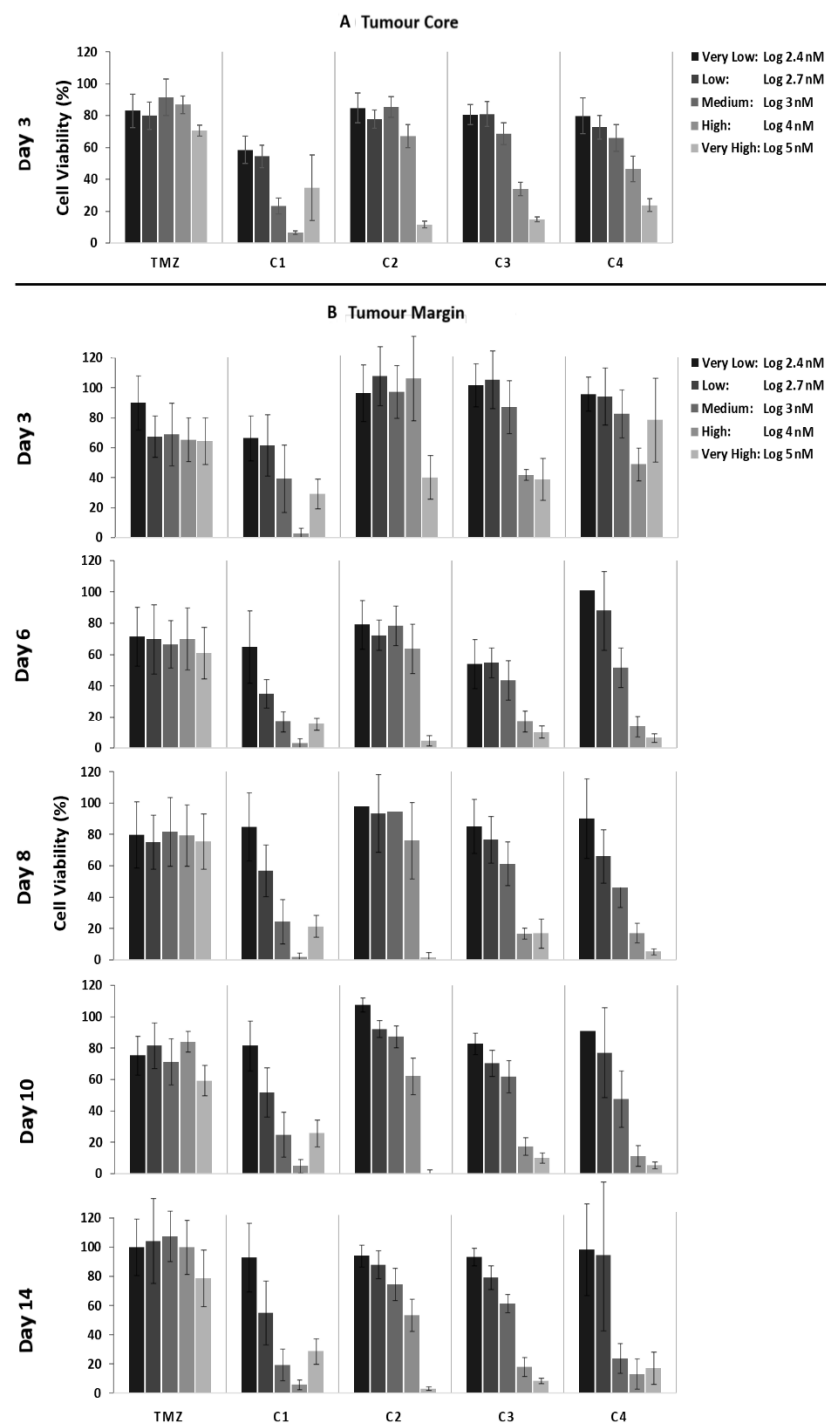 A Tumour Core
Day 3
Cell Viability (%)
120
100
80
60
40
20
0
TMZ C1 C2 C3 C4
Very Low: Log 2.4 nM
Low: Log 2.7 nM
Medium: Log 3 nM
High: Log 4 nM
Very High: Log 5 nM
B Tumour Margin
Day 3
120
100
80
60
40
20
0
Very Low: Log 2.4 nM
Low: Log 2.7 nM
Medium: Log 3 nM
High: Log 4 nM
Very High: Log 5 nM
Day 6
120
100
80
60
40
20
0
Day 8
Cell Viability (%)
120
100
80
60
40
20
0
Day 10
120
100
80
60
40
20
0
Day 14
120
100
80
60
40
20
0
TMZ C1 C2 C3 C4